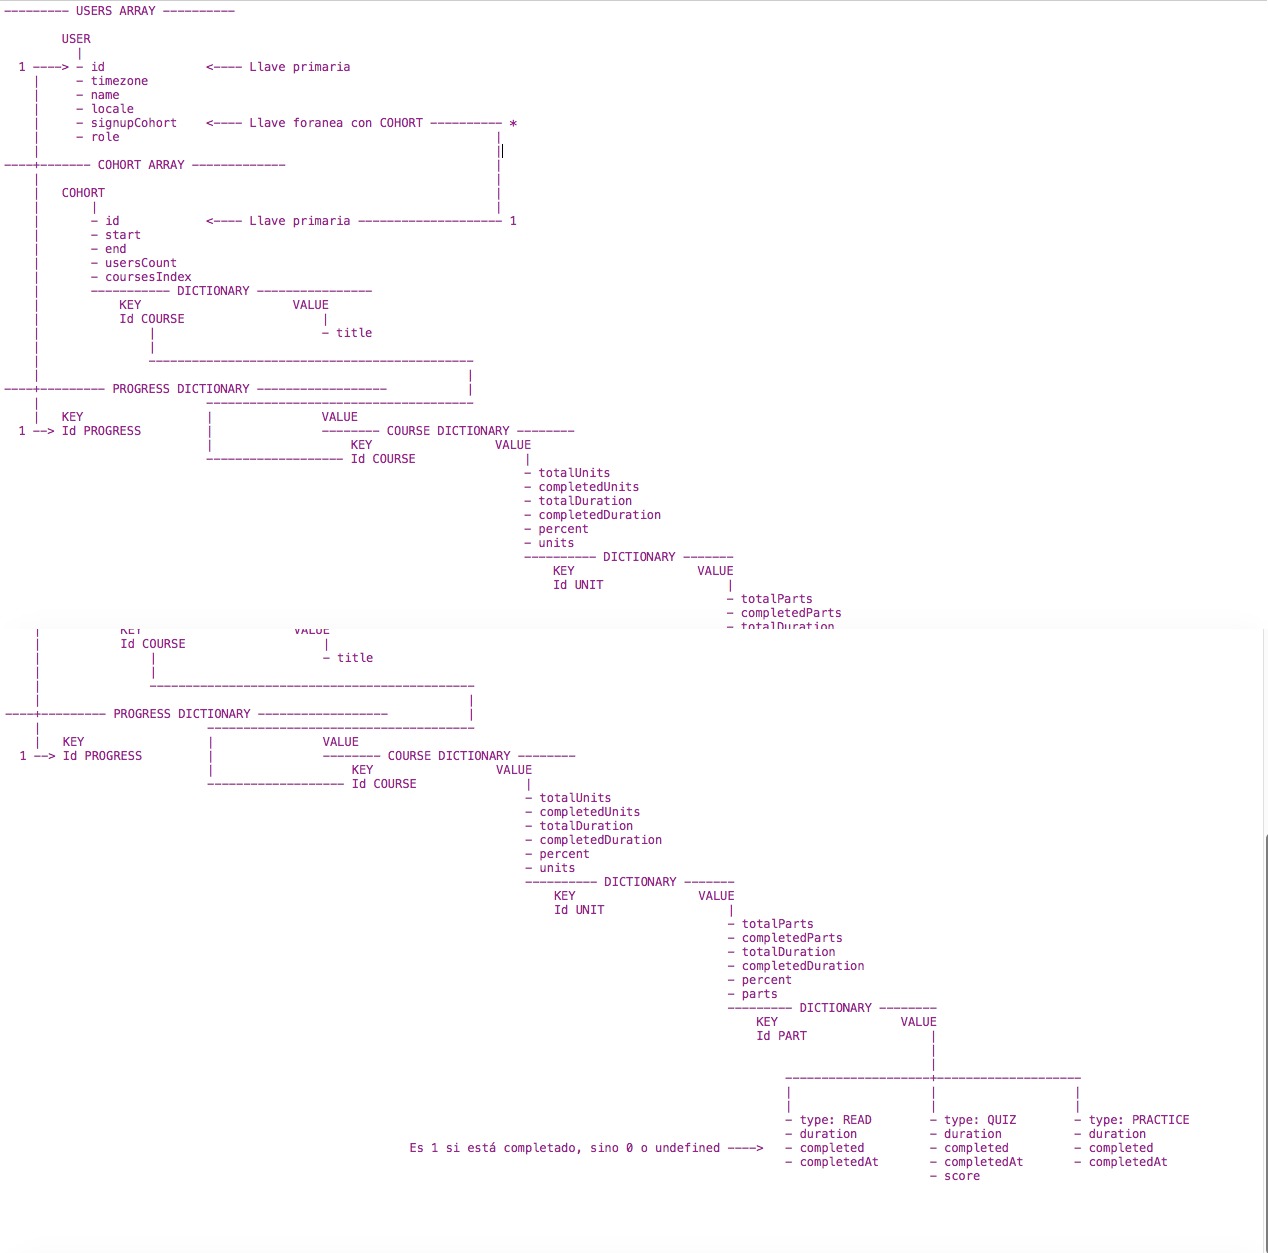 --------- USERS ARRAY ----------
USER
|
1 ----> - id <---- Llave primaria
| - timezone
| - name
| - locale
| - signupCohort <---- Llave foranea con COHORT ---------- *
| - role |
| |
----+------- COHORT ARRAY ------------- |
| |
| COHORT |
| | |
| - id <---- Llave primaria -------------------- 1
| - start
| - end
| - usersCount
| - coursesIndex
| ----------- DICTIONARY ----------------
| KEY VALUE
| Id COURSE |
| | - title
| |
| ---------------------------------------------
| |
----+--------- PROGRESS DICTIONARY ------------------ |
| -------------------------------------
| KEY | VALUE
1 --> Id PROGRESS | -------- COURSE DICTIONARY --------
| KEY VALUE
------------------- Id COURSE |
- totalUnits
- completedUnits
- totalDuration
- completedDuration
- percent
- units
---------- DICTIONARY -------
KEY VALUE
Id UNIT |
- totalParts
- completedParts
- totalDuration
| KEY VALUE
| Id COURSE |
| | - title
| |
| ---------------------------------------------
| |
----+--------- PROGRESS DICTIONARY ------------------ |
| -------------------------------------
| KEY | VALUE
1 --> Id PROGRESS | -------- COURSE DICTIONARY --------
| KEY VALUE
------------------- Id COURSE |
- totalUnits
- completedUnits
- totalDuration
- completedDuration
- percent
- units
---------- DICTIONARY -------
KEY VALUE
Id UNIT |
- totalParts
- completedParts
- totalDuration
- completedDuration
- percent
- parts
--------- DICTIONARY --------
KEY VALUE
Id PART |
|
|
--------------------+--------------------
| | |
| | |
- type: READ - type: QUIZ - type: PRACTICE
- duration - duration - duration
Es 1 si está completado, sino 0 o undefined ----> - completed - completed - completed
- completedAt - completedAt - completedAt
- score